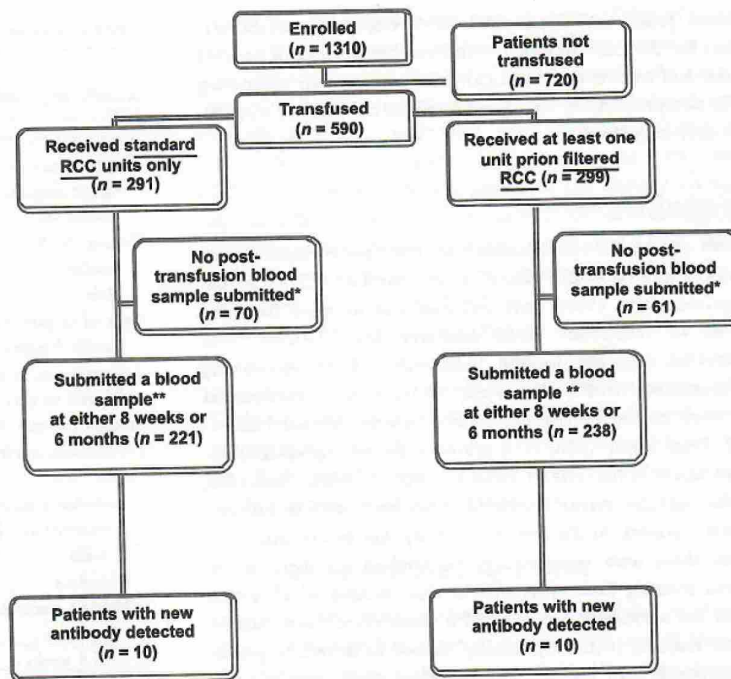 Enrolled
(n = 1310)
Patients not
transfused
(n = 720)
Transfused
(n = 590)
Received standard
RCC units only
(n = 291)
Received at least one
unit prion filtered
RCC (n = 299)
No post-
transfusion blood
sample submitted*
(n = 70)
No post-
transfusion blood
sample submitted*
(n = 61)
Submitted a blood
sample**
at either 8 weeks or
6 months (n = 221)
Submitted a blood
sample **
at either 8 weeks or
6 months (n = 238)
Patients with new
antibody detected
(n = 10)
Patients with new
antibody detected
(n = 10)